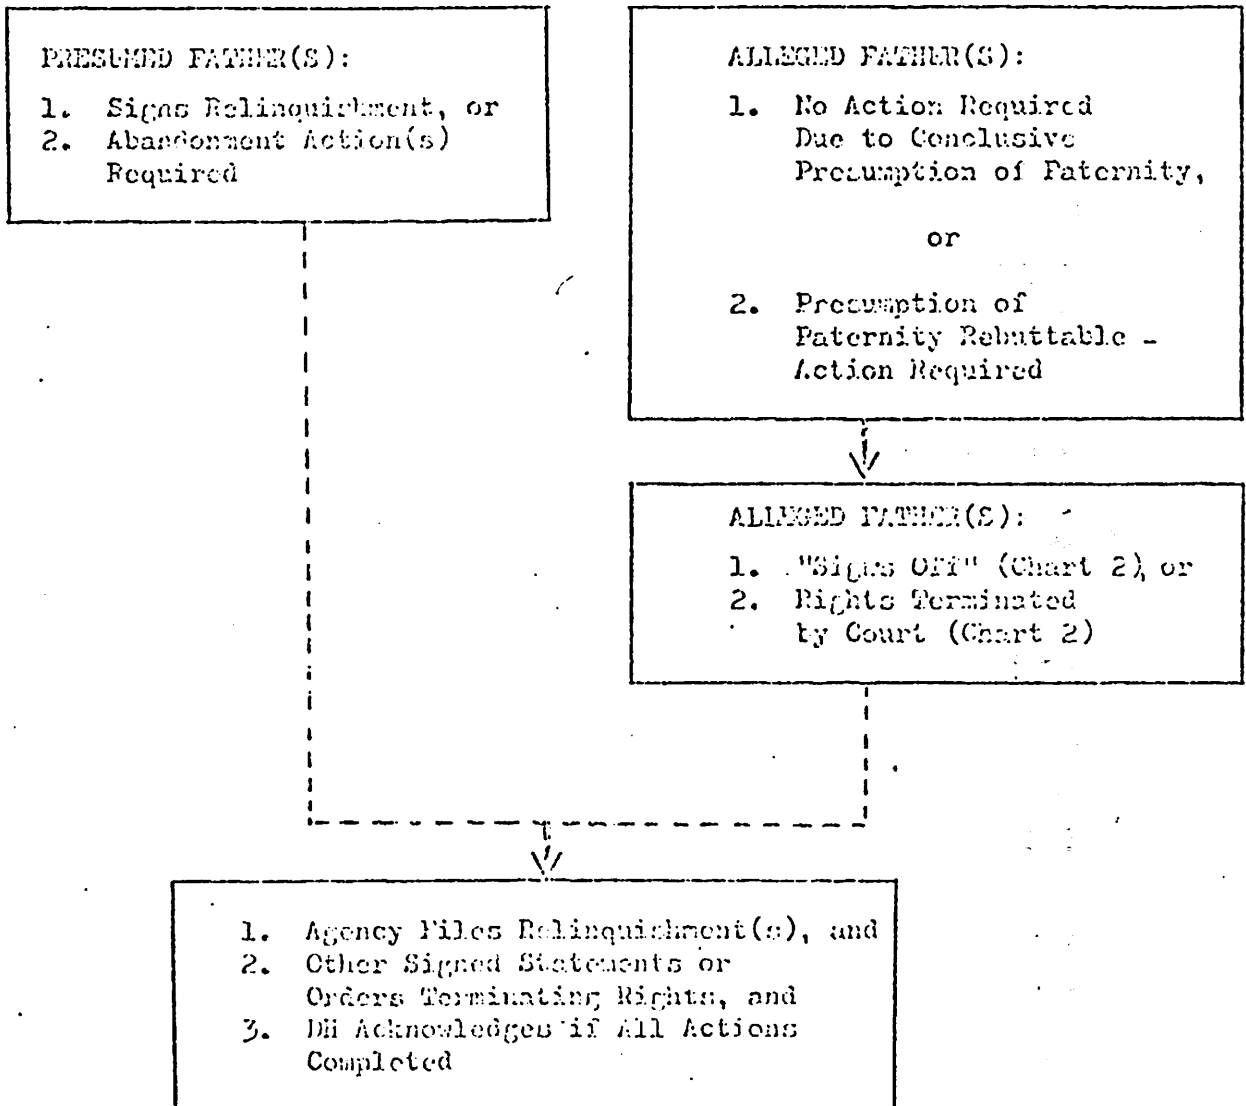 PRESUMED FATHER(S):
1. Signs Relinquishment, or
2. Abandonment Action(s)
Required
ALLEGED FATHER(S):
1. No Action Required
Due to Conclusive
Presumption of Paternity,
or
2. Presumption of
Paternity Rebuttable -
Action Required
ALLEGED FATHER(S):
1. "Signs Off" (Chart 2), or
2. Rights Terminated
by Court (Chart 2)
1. Agency Files Relinquishment(s), and
2. Other Signed Statements or
Orders Terminating Rights, and
3. DH Acknowledges if All Actions
Completed